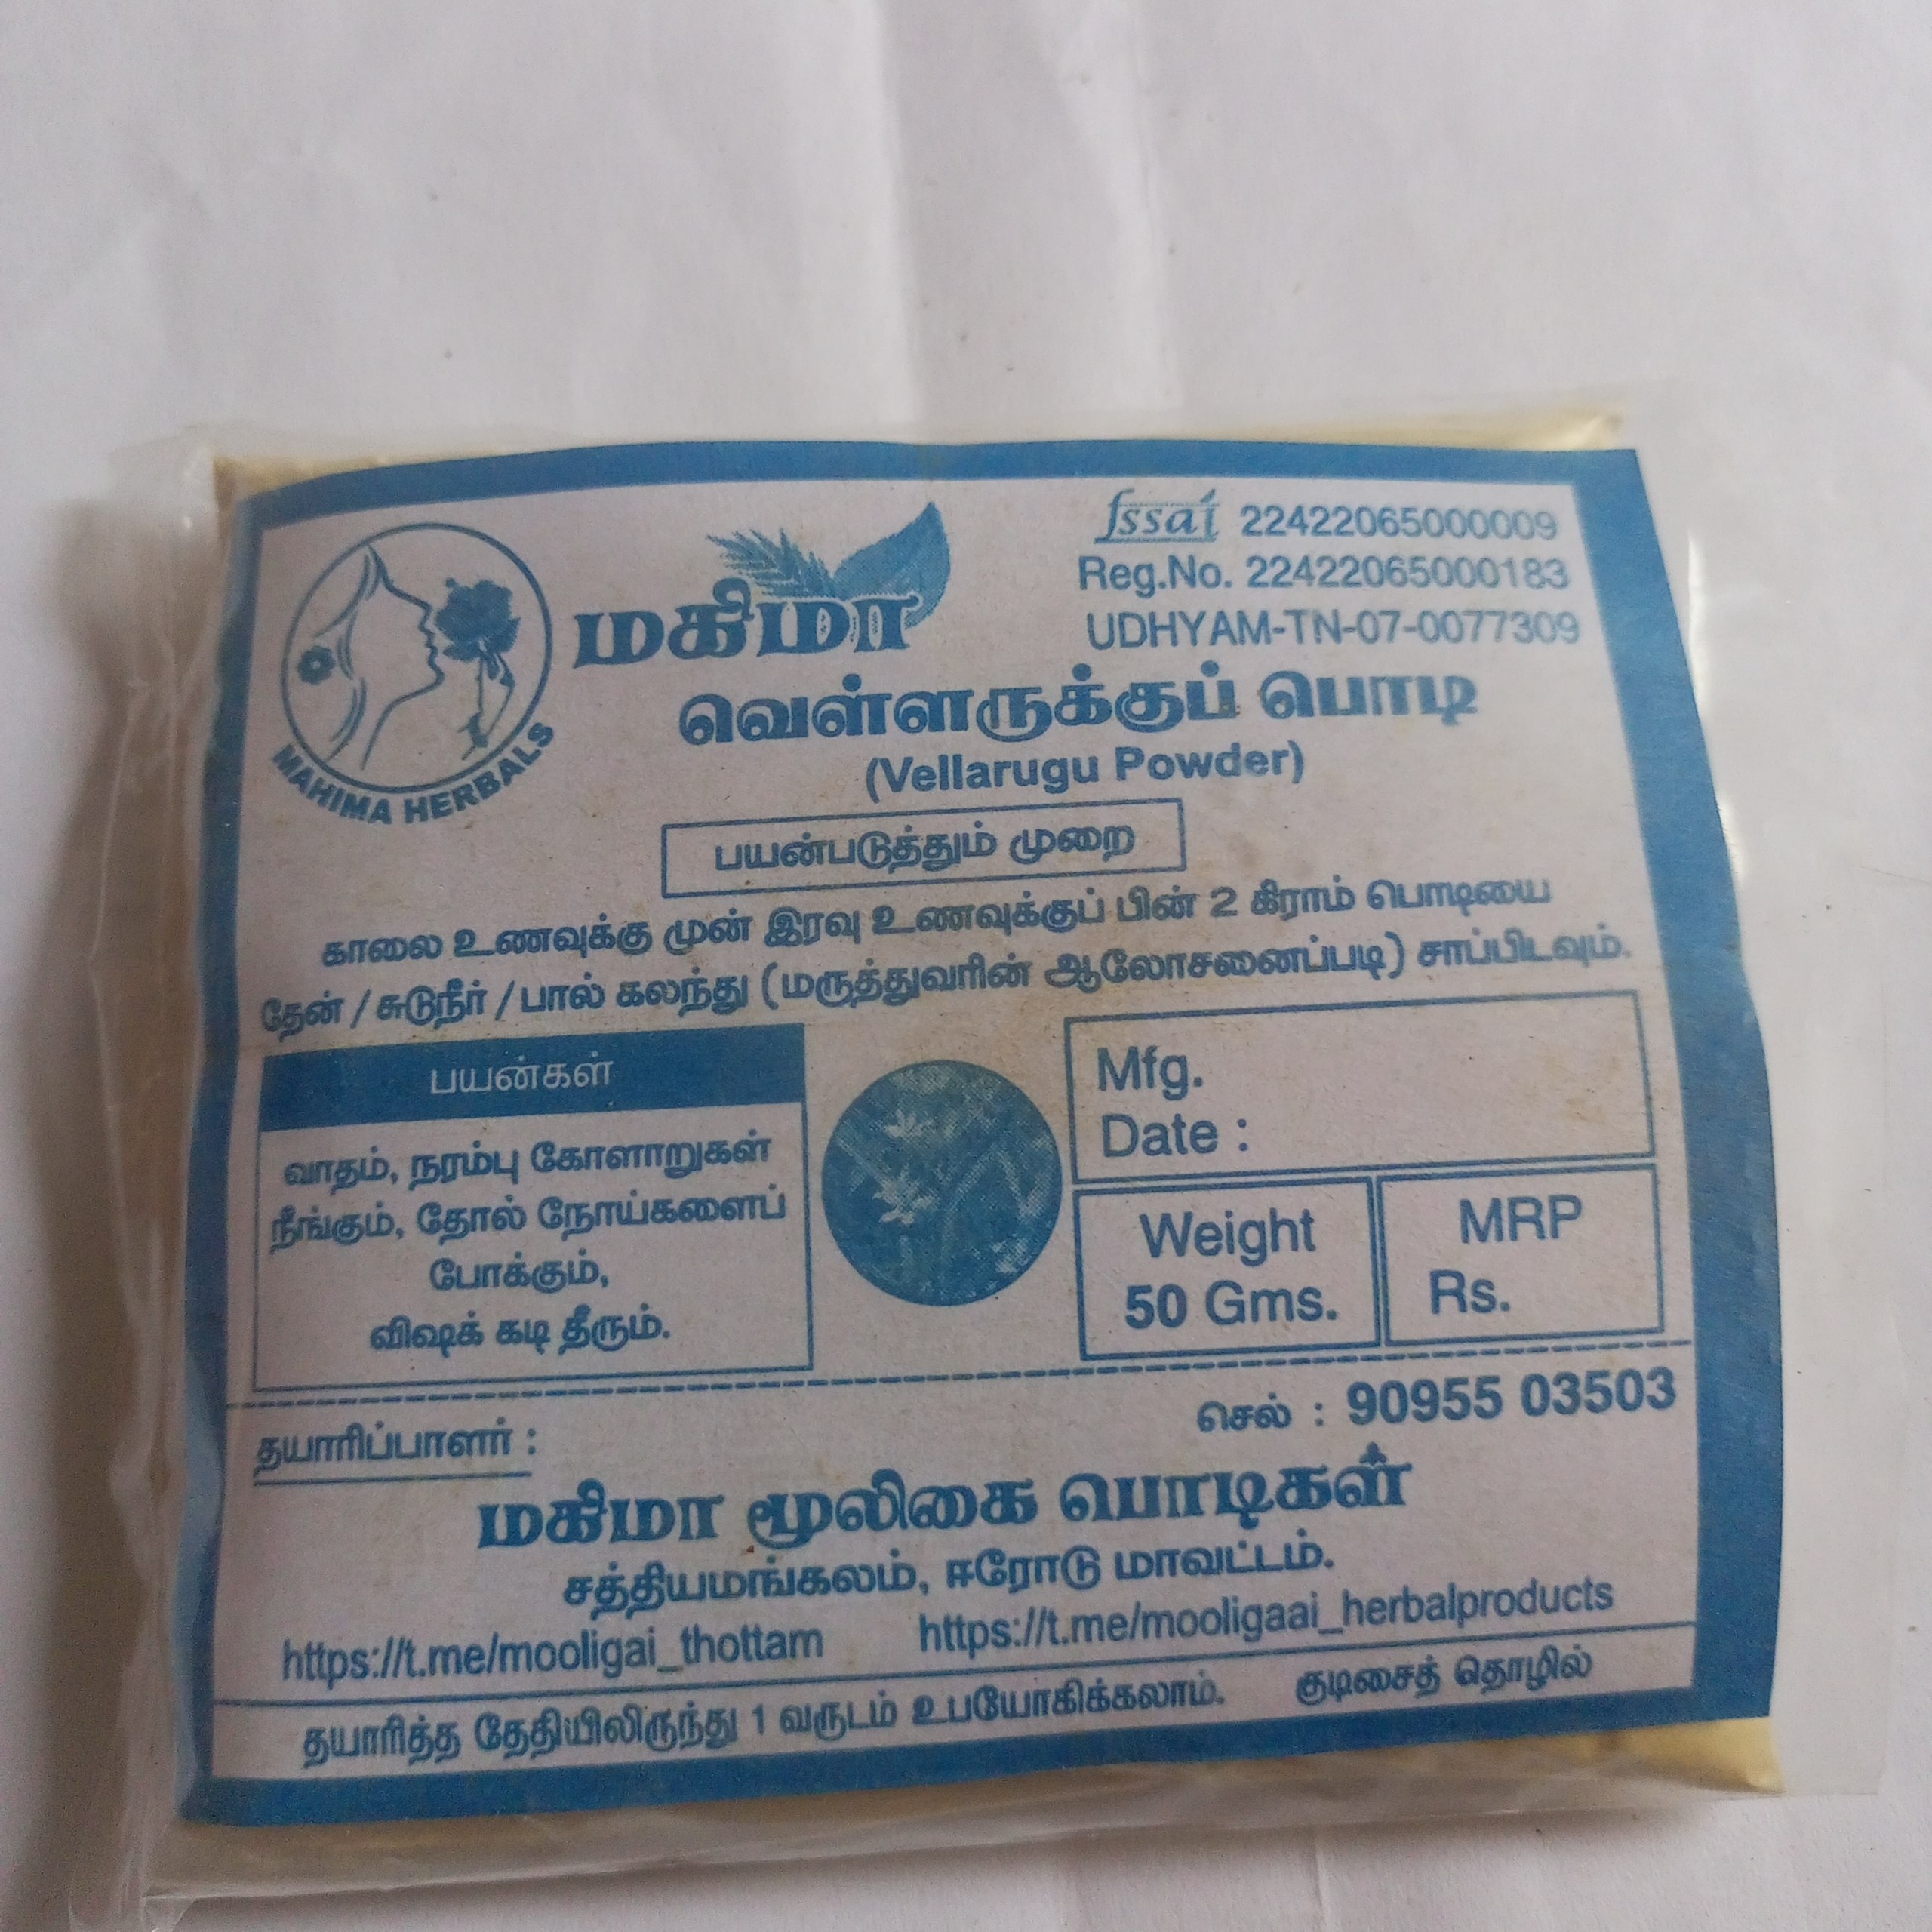 MAHIMA HERBALS
மகிமா
fssai 22422065000009
Reg.No. 22422065000183
UDHYAM-TN-07-0077309
வெள்ளருக்குப் பொடி
(Vellarugu Powder)
பயன்படுத்தும் முறை
காலை உணவுக்கு முன் இரவு உணவுக்குப் பின் 2 கிராம் பொடியை
தேன் / சுடுநீர் / பால் கலந்து (மருத்துவரின் ஆலோசனைப்படி) சாப்பிடவும்.
பயன்கள்
வாதம், நரம்பு கோளாறுகள்
நீங்கும், தோல் நோய்களைப்
போக்கும்,
விஷக் கடி தீரும்.
Mfg.
Date :
Weight
50 Gms.
MRP
Rs.
தயாரிப்பாளர் :
செல் : 90955 03503
மகிமா மூலிகை பொடிகள்
சத்தியமங்கலம், ஈரோடு மாவட்டம்.
https://t.me/mooligai_thottam https://t.me/mooligaai_herbalproducts
தயாரித்த தேதியிலிருந்து 1 வருடம் உபயோகிக்கலாம். குடிசைத் தொழில்